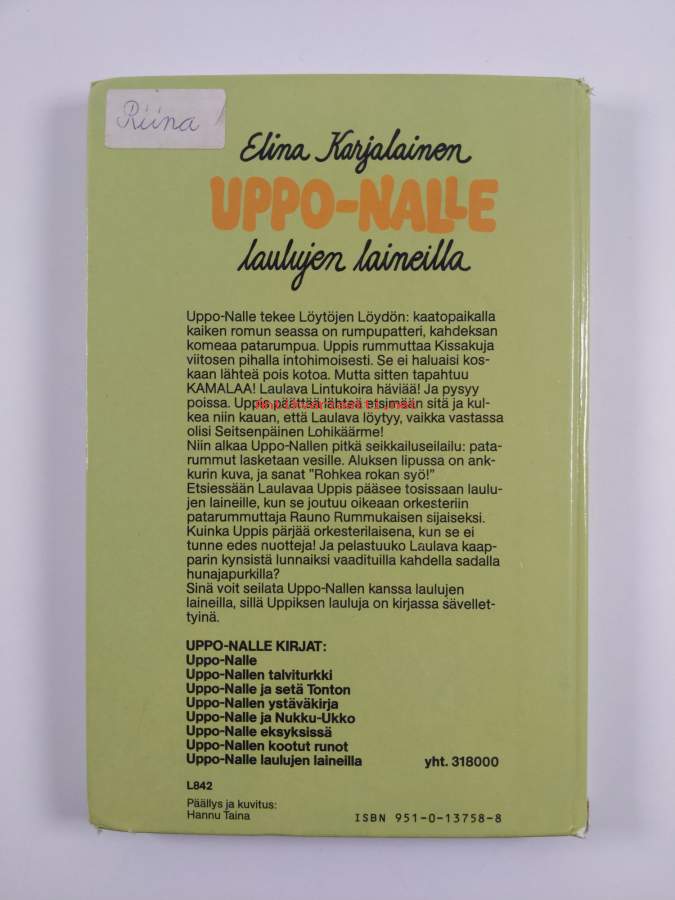 Riina
Elina Karjalainen
UPPO-NALLE
laulujen laineilla
Uppo-Nalle tekee Löytöjen Löydön: kaatopaikalla
kaiken romun seassa on rumpupatteri, kahdeksan
komeaa patarumpua. Uppis rummuttaa Kissakuja
viitosen pihalla intohimoisesti. Se ei haluaisi kos-
kaan lähteä pois kotoa. Mutta sitten tapahtuu
KAMALAA! Laulava Lintukoira häviää! Ja pysyy
poissa. Uppis päättää lähteä etsimään sitä ja kul-
kea niin kauan, että Laulava löytyy, vaikka vastassa
olisi Seitsenpäinen Lohikäärme!
Niin alkaa Uppo-Nallen pitkä seikkailuseilailu: pata-
rummut lasketaan vesille. Aluksen lipussa on ank-
kurin kuva, ja sanat "Rohkea rokan syö!"
Etsiessään Laulavaa Uppis pääsee tosissaan laulu-
jen laineille, kun se joutuu oikeaan orkesteriin
patarummuttaja Rauno Rummukaisen sijaiseksi.
Kuinka Uppis pärjää orkesterilaisena, kun se ei
tunne edes nuotteja! Ja pelastuuko Laulava kaap-
parin kynsistä lunnaiksi vaadituilla kahdella sadalla
hunajapurkilla?
Sinä voit seilata Uppo-Nallen kanssa laulujen
laineilla, sillä Uppiksen lauluja on kirjassa sävellet-
tyinä.
UPPO-NALLE KIRJAT:
Uppo-Nalle
Uppo-Nallen talviturkki
Uppo-Nalle ja setä Tonton
Uppo-Nallen ystäväkirja
Uppo-Nalle ja Nukku-Ukko
Uppo-Nalle eksyksissä
Uppo-Nallen kootut runot
Uppo-Nalle laulujen laineilla yht. 318000
L842
Päällys ja kuvitus:
Hannu Taina
ISBN 951-0-13758-8